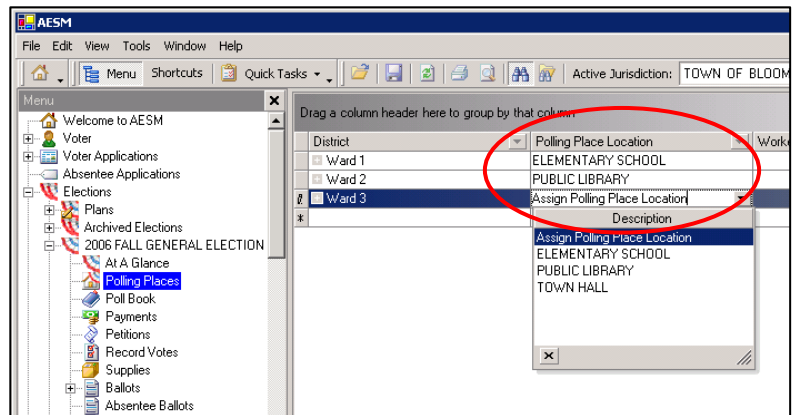 AESM
File Edit View Tools Window Help
Menu Shortcuts Quick Tasks Active Jurisdiction: TOWN OF BLOOM
Menu
Welcome to AESM
Voter
Voter Applications
Absentee Applications
Elections
Plans
Archived Elections
2006 FALL GENERAL ELECTION
At A Glance
Polling Places
Poll Book
Payments
Petitions
Record Votes
Supplies
Ballots
Absentee Ballots
Drag a column header here to group by that column
District Polling Place Location Worke
Ward 1 ELEMENTARY SCHOOL
Ward 2 PUBLIC LIBRARY
Ward 3 Assign Polling Place Location
Description
Assign Polling Place Location
ELEMENTARY SCHOOL
PUBLIC LIBRARY
TOWN HALL